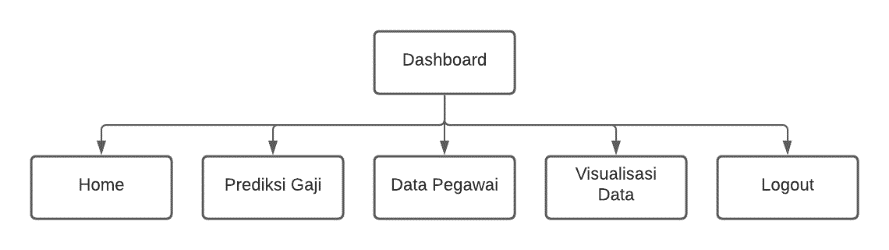 Dashboard
Home
Prediksi Gaji
Data Pegawai
Visualisasi
Data
Logout